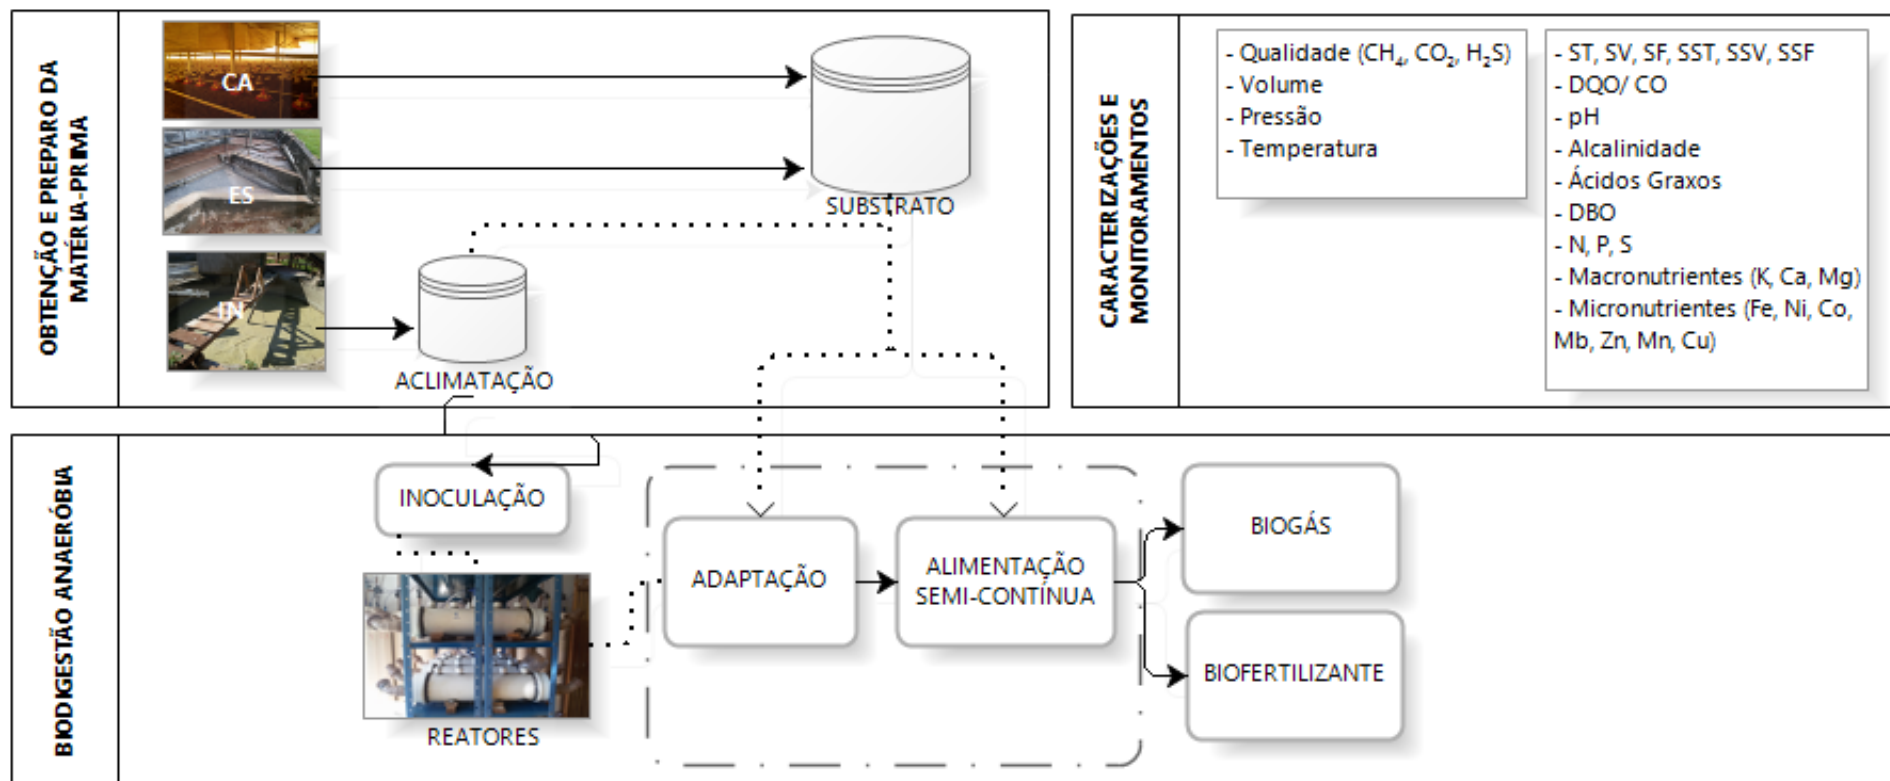 OBTENÇÃO E PREPARO DA
MATÉRIA-PRIMA
CA
ES
IN
SUBSTRATO
ACLIMATAÇÃO
CARACTERIZAÇÕES E
MONITORAMENTOS
- Qualidade (CH₄, CO₂, H₂S)
- Volume
- Pressão
- Temperatura
- ST, SV, SF, SST, SSV, SSF
- DQO/ CO
- pH
- Alcalinidade
- Ácidos Graxos
- DBO
- N, P, S
- Macronutrientes (K, Ca, Mg)
- Micronutrientes (Fe, Ni, Co,
Mb, Zn, Mn, Cu)
BIODIGESTÃO ANAERÓBIA
INOCULAÇÃO
REATORES
ADAPTAÇÃO
ALIMENTAÇÃO
SEMI-CONTÍNUA
BIOGÁS
BIOFERTILIZANTE